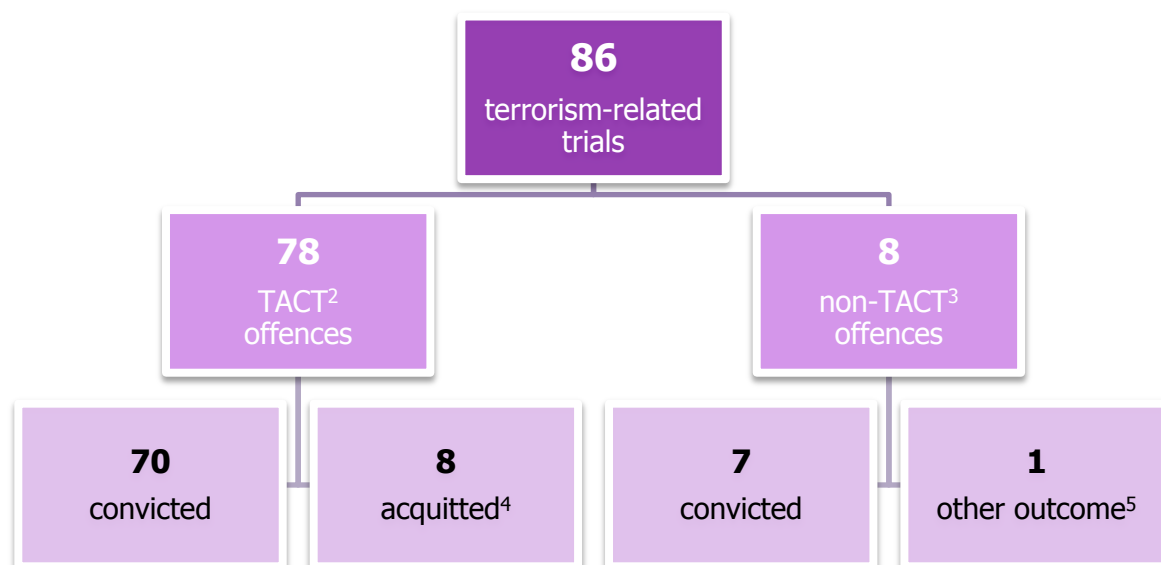 86
terrorism-related
trials
78
TACT²
offences
8
non-TACT³
offences
70
convicted
8
acquitted⁴
7
convicted
1
other outcome⁵